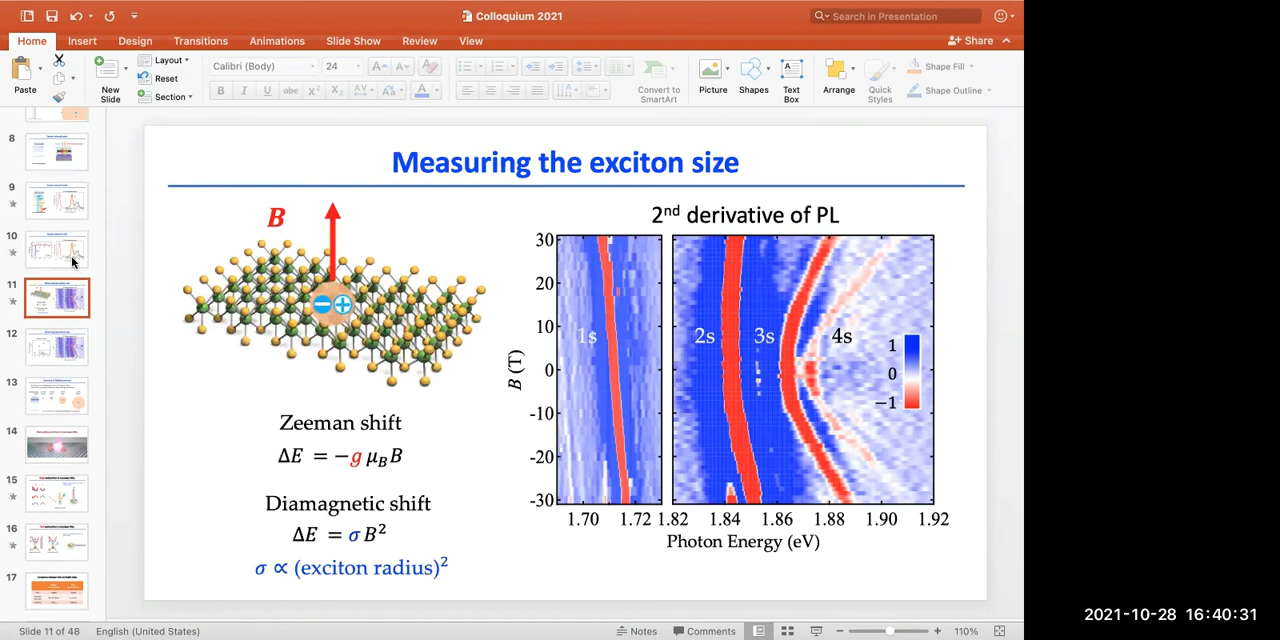 Colloquium 2021
Search in Presentation
Home Insert Design Transitions Animations Slide Show Review View Share
Paste
New Slide
Layout
Reset
Section
Calibri (Body) 24
B I U abc X² X₂ AV Aa A
Convert to SmartArt
Picture Shapes Text Box Arrange Quick Styles
Shape Fill
Shape Outline
8
9
10
11
12
13
14
15
16
17
Measuring the exciton size
B
2nd derivative of PL
Zeeman shift
ΔE = −g μ_B B
Diamagnetic shift
ΔE = σ B²
σ ∝ (exciton radius)²
B (T)
30
20
10
0
-10
-20
-30
1s 2s 3s 4s
1
0
−1
1.70 1.72 1.82 1.84 1.86 1.88 1.90 1.92
Photon Energy (eV)
Slide 11 of 48 English (United States) Notes Comments 110%
2021-10-28 16:40:31